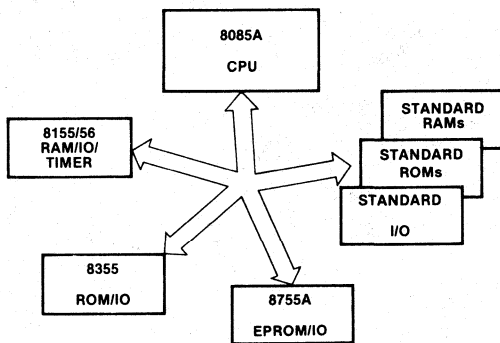 8085A
CPU
STANDARD
RAMs
8155/56
RAM/IO/
TIMER
STANDARD
ROMs
STANDARD
I/O
8355
ROM/IO
8755A
EPROM/IO